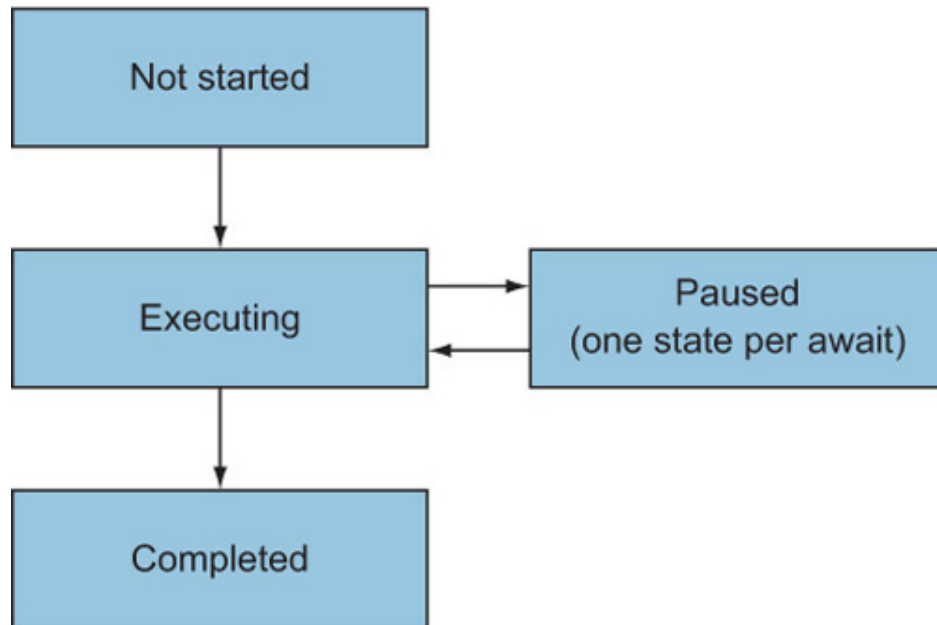 Not started
Executing
Paused
(one state per await)
Completed